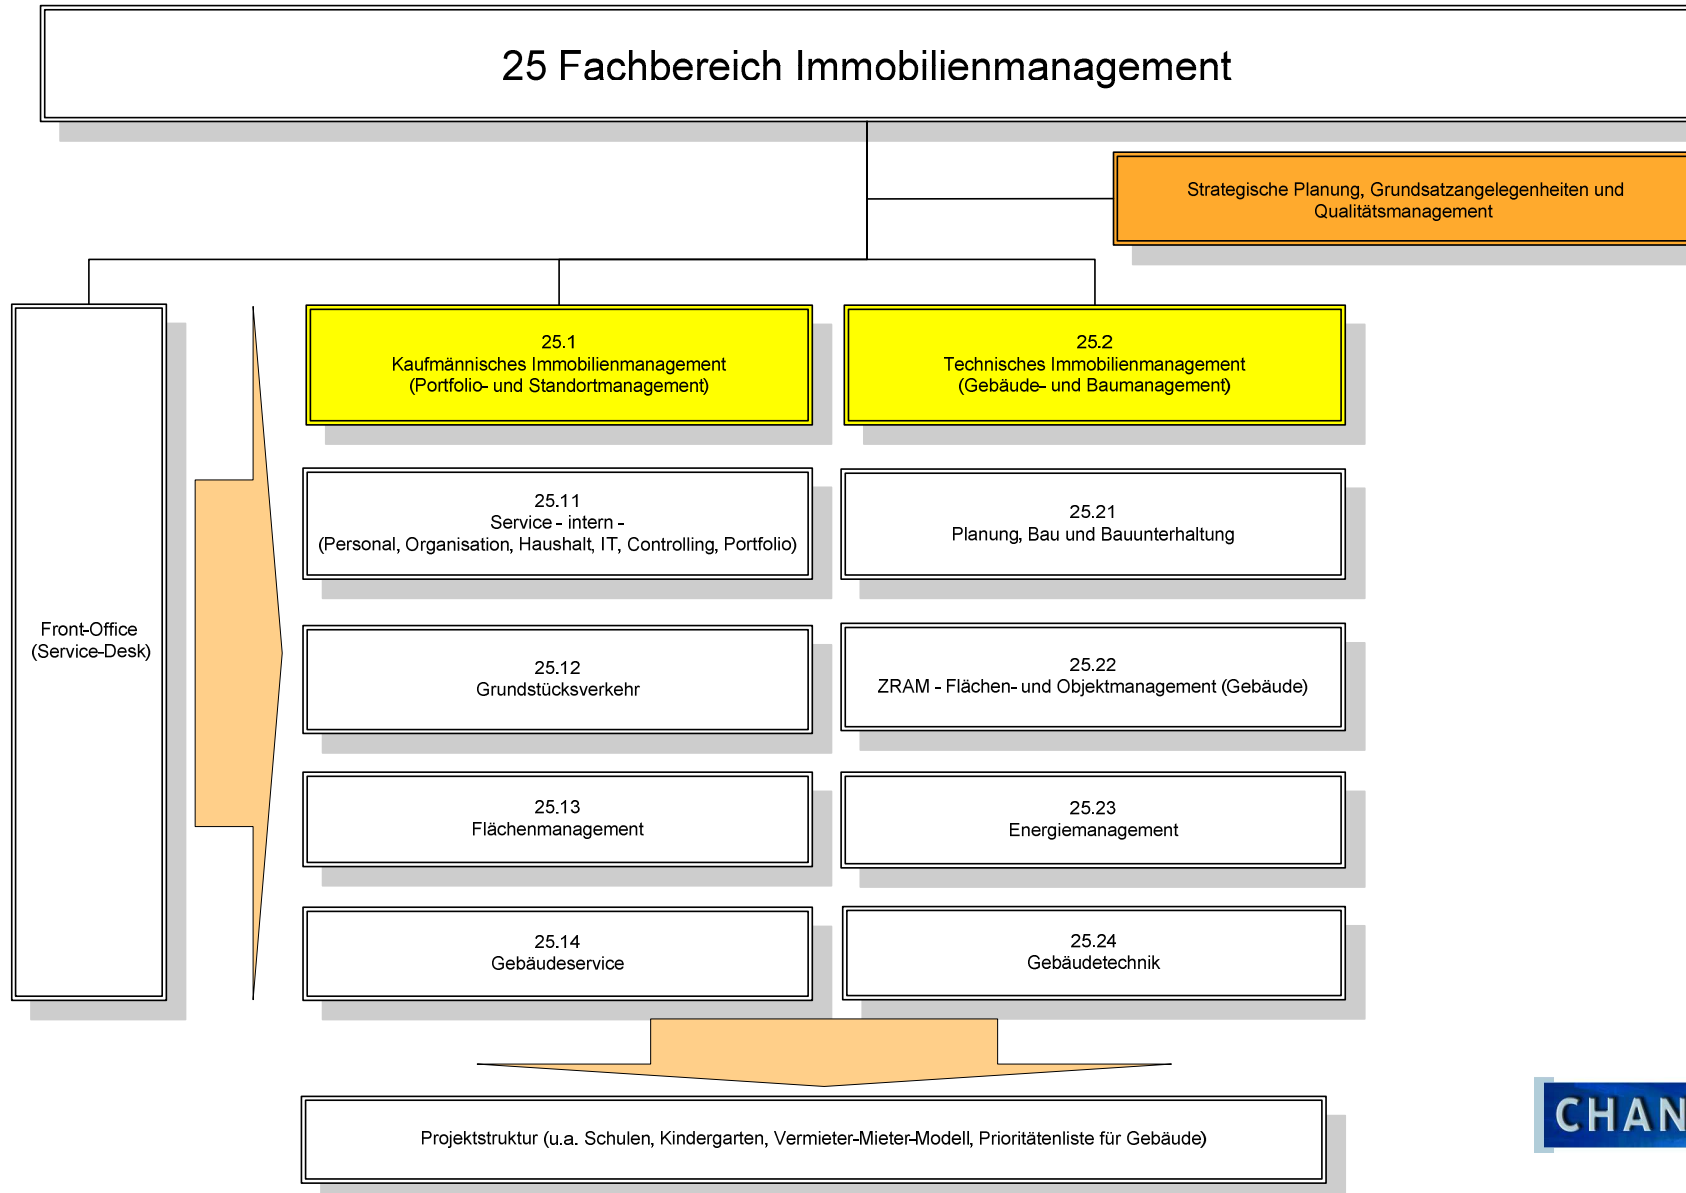 25 Fachbereich Immobilienmanagement
Strategische Planung, Grundsatzangelegenheiten und
Qualitätsmanagement
Front-Office
(Service-Desk)
25.1
Kaufmännisches Immobilienmanagement
(Portfolio- und Standortmanagement)
25.2
Technisches Immobilienmanagement
(Gebäude- und Baumanagement)
25.11
Service - intern -
(Personal, Organisation, Haushalt, IT, Controlling, Portfolio)
25.21
Planung, Bau und Bauunterhaltung
25.12
Grundstücksverkehr
25.22
ZRAM - Flächen- und Objektmanagement (Gebäude)
25.13
Flächenmanagement
25.23
Energiemanagement
25.14
Gebäudeservice
25.24
Gebäudetechnik
Projektstruktur (u.a. Schulen, Kindergarten, Vermieter-Mieter-Modell, Prioritätenliste für Gebäude)
CHAN